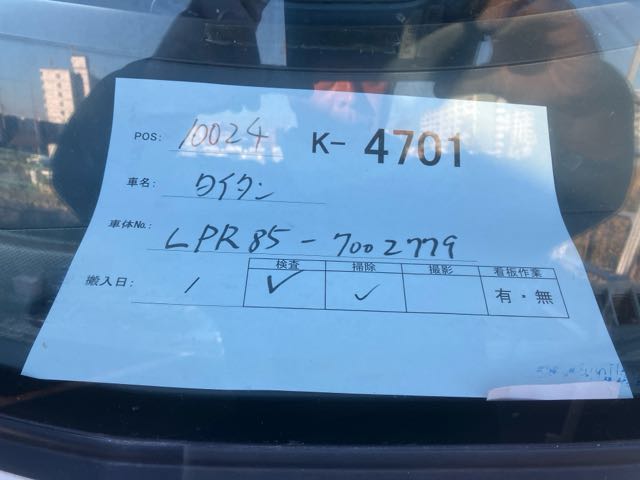 POS: 10024 K- 4701
車名: ワイタン
車体No.: LPR85-7002779
検査 掃除 撮影 看板作業
搬入日: / ✓ ✓ 有・無